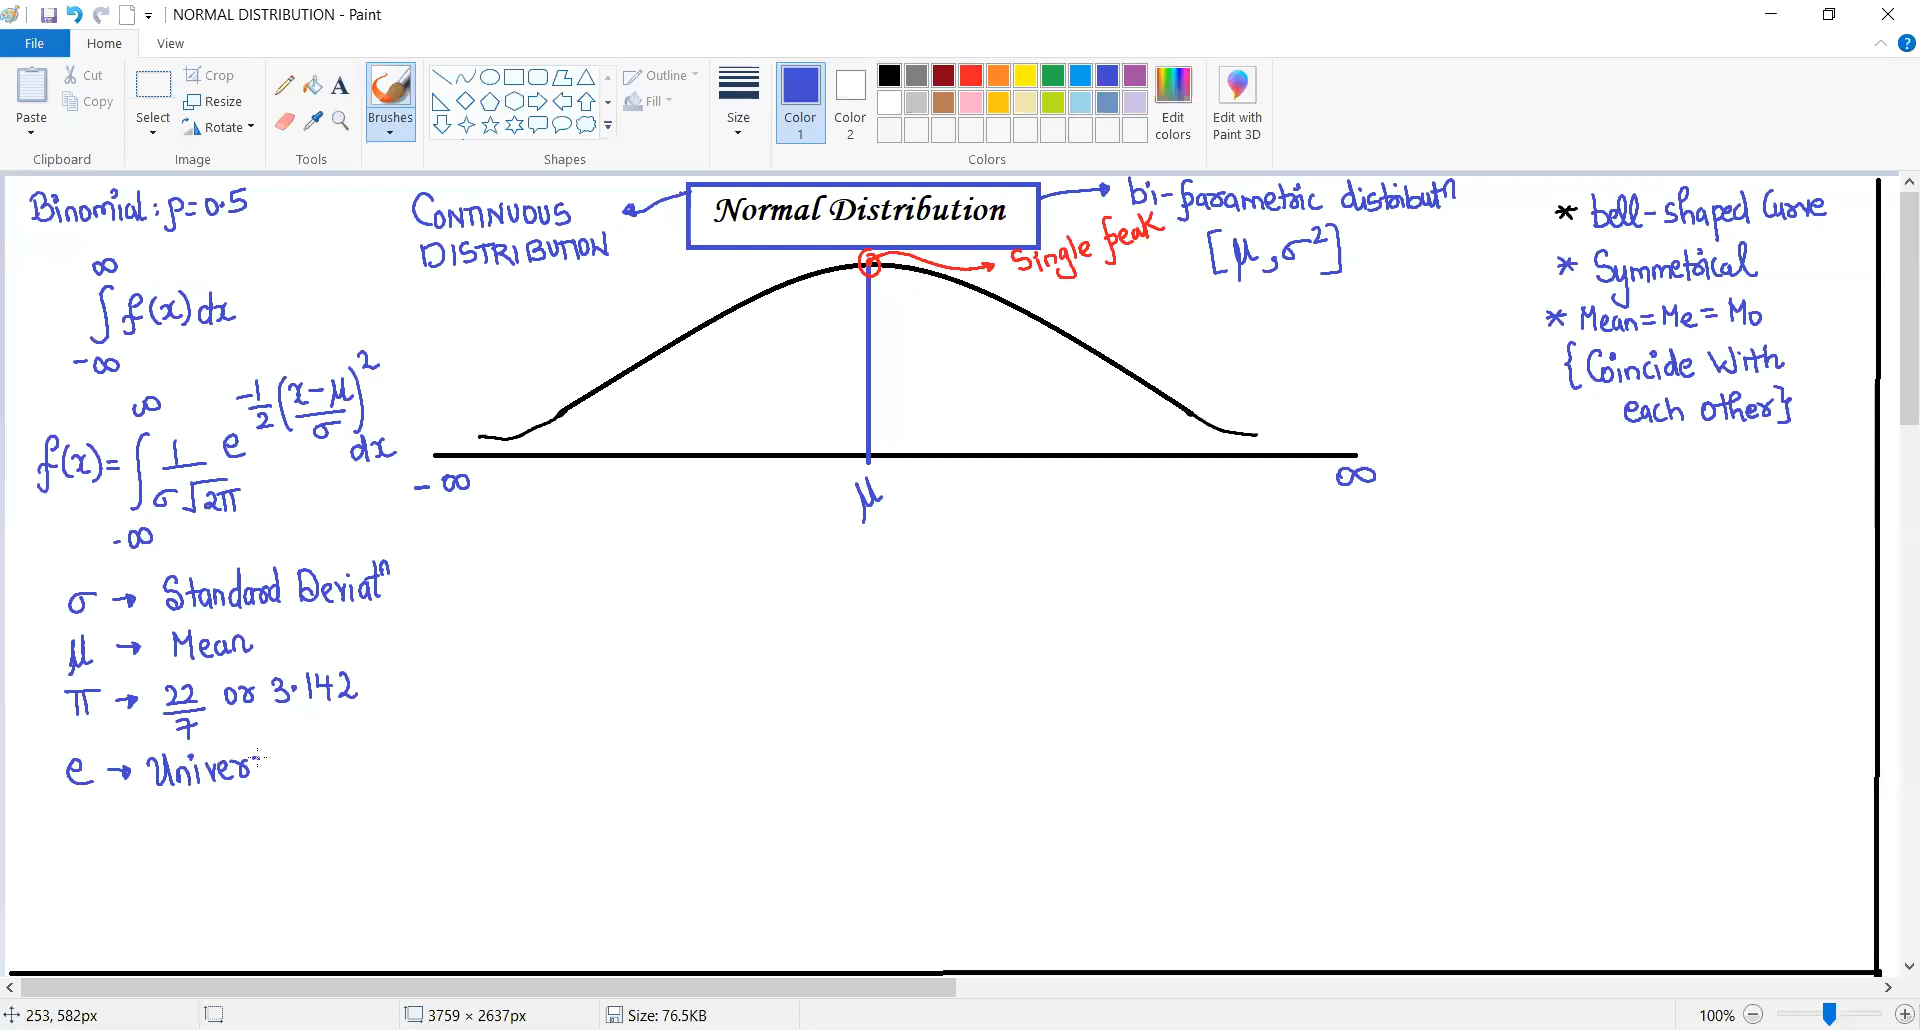 NORMAL DISTRIBUTION - Paint
File Home View
Paste
Cut
Copy
Clipboard
Select
Crop
Resize
Rotate
Image
Tools
Brushes
Outline
Fill
Shapes
Size
Color 1
Color 2
Colors
Edit colors
Edit with Paint 3D
Normal Distribution
Binomial : p = 0.5
∞
∫ f(x) dx
-∞
f(x) = ∫_{-∞}^{∞} 1/(σ√2π) e^{-1/2 ((x-μ)/σ)^2} dx
σ → Standard Deviatⁿ
μ → Mean
π → 22/7 or 3.142
e → Univer
CONTINUOUS
DISTRIBUTION
Single peak
bi-parametric distributⁿ
[μ, σ²]
-∞
μ
∞
* bell-shaped Curve
* Symmetrical
* Mean = Me = Mo
{Coincide With
each other}
253, 582px
3759 × 2637px
Size: 76.5KB
100%